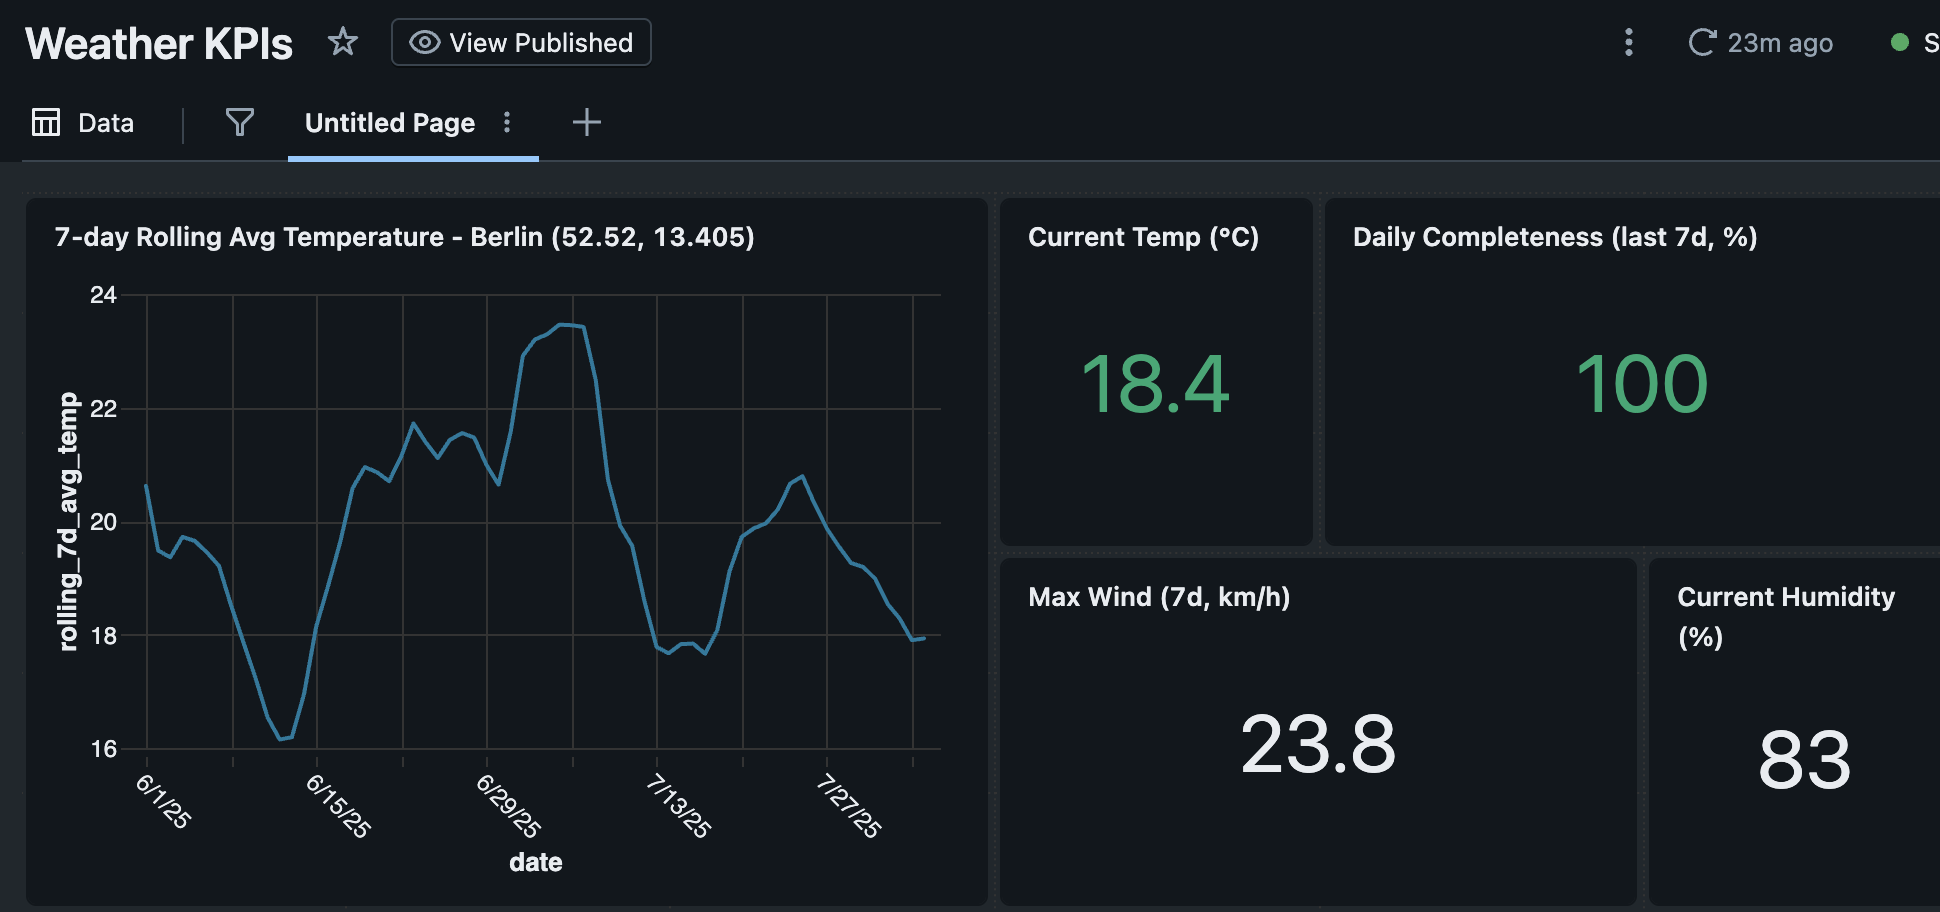 Weather KPIs
View Published
23m ago
S
Data
Untitled Page
7-day Rolling Avg Temperature - Berlin (52.52, 13.405)
24
22
20
18
16
rolling_7d_avg_temp
6/1/25
6/15/25
6/29/25
7/13/25
7/27/25
date
Current Temp (°C)
18.4
Daily Completeness (last 7d, %)
100
Max Wind (7d, km/h)
23.8
Current Humidity
(%)
83